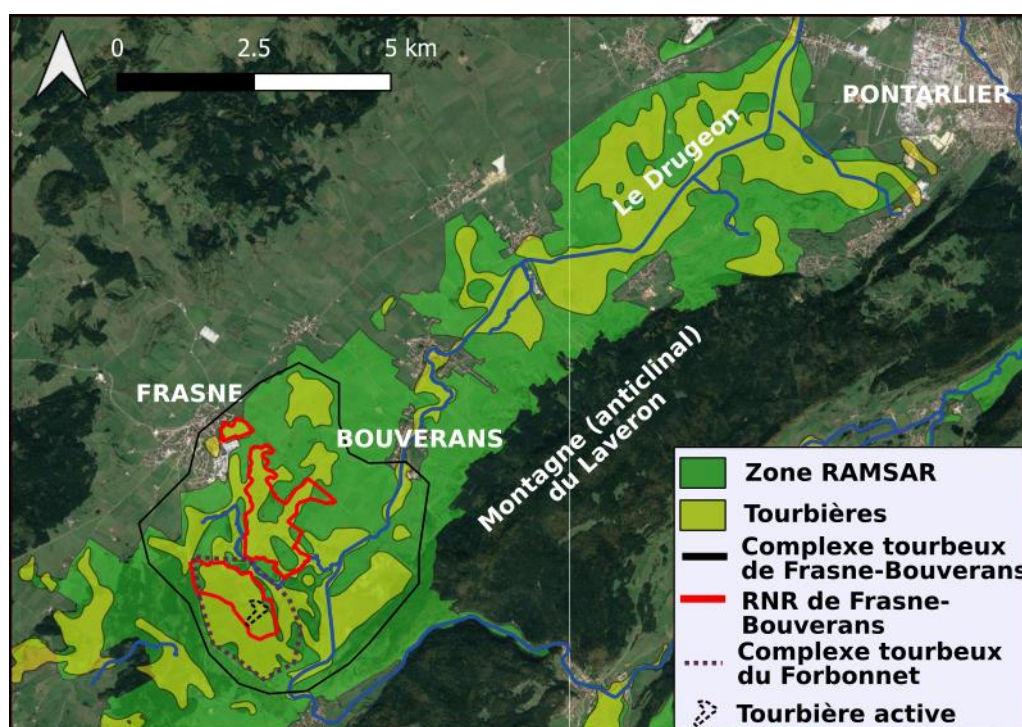 0 2.5 5 km
PONTARLIER
Le Drugeon
FRASNE
BOUVERANS
Montagne (anticlinal)
du Laveron
Zone RAMSAR
Tourbières
Complexe tourbeux
de Frasne-Bouverans
RNR de Frasne-
Bouverans
Complexe tourbeux
du Forbonnet
Tourbière active